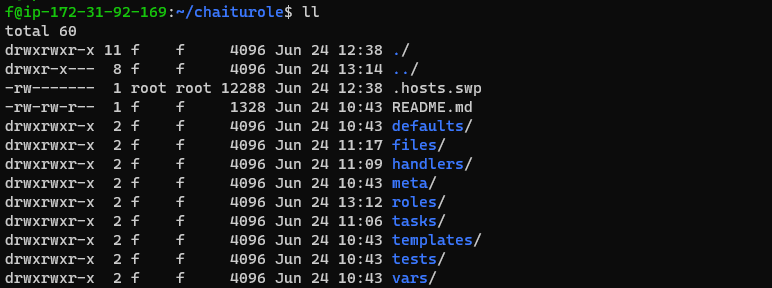 f@ip-172-31-92-169:~/chaiturole$ ll
total 60
drwxrwxr-x 11 f    f     4096 Jun 24 12:38 ./
drwxr-x---  8 f    f     4096 Jun 24 13:14 ../
-rw-------  1 root root 12288 Jun 24 12:38 .hosts.swp
-rw-rw-r--  1 f    f     1328 Jun 24 10:43 README.md
drwxrwxr-x  2 f    f     4096 Jun 24 10:43 defaults/
drwxrwxr-x  2 f    f     4096 Jun 24 11:17 files/
drwxrwxr-x  2 f    f     4096 Jun 24 11:09 handlers/
drwxrwxr-x  2 f    f     4096 Jun 24 10:43 meta/
drwxrwxr-x  2 f    f     4096 Jun 24 13:12 roles/
drwxrwxr-x  2 f    f     4096 Jun 24 11:06 tasks/
drwxrwxr-x  2 f    f     4096 Jun 24 10:43 templates/
drwxrwxr-x  2 f    f     4096 Jun 24 10:43 tests/
drwxrwxr-x  2 f    f     4096 Jun 24 10:43 vars/